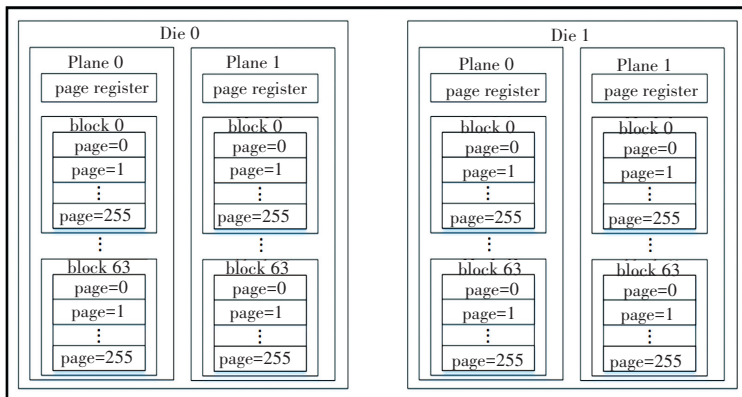 Die 0
Plane 0
page register
block 0
page=0
page=1
⋮
page=255
⋮
block 63
page=0
page=1
⋮
page=255
Plane 1
page register
block 0
page=0
page=1
⋮
page=255
⋮
block 63
page=0
page=1
⋮
page=255
Die 1
Plane 0
page register
block 0
page=0
page=1
⋮
page=255
⋮
block 63
page=0
page=1
⋮
page=255
Plane 1
page register
block 0
page=0
page=1
⋮
page=255
⋮
block 63
page=0
page=1
⋮
page=255